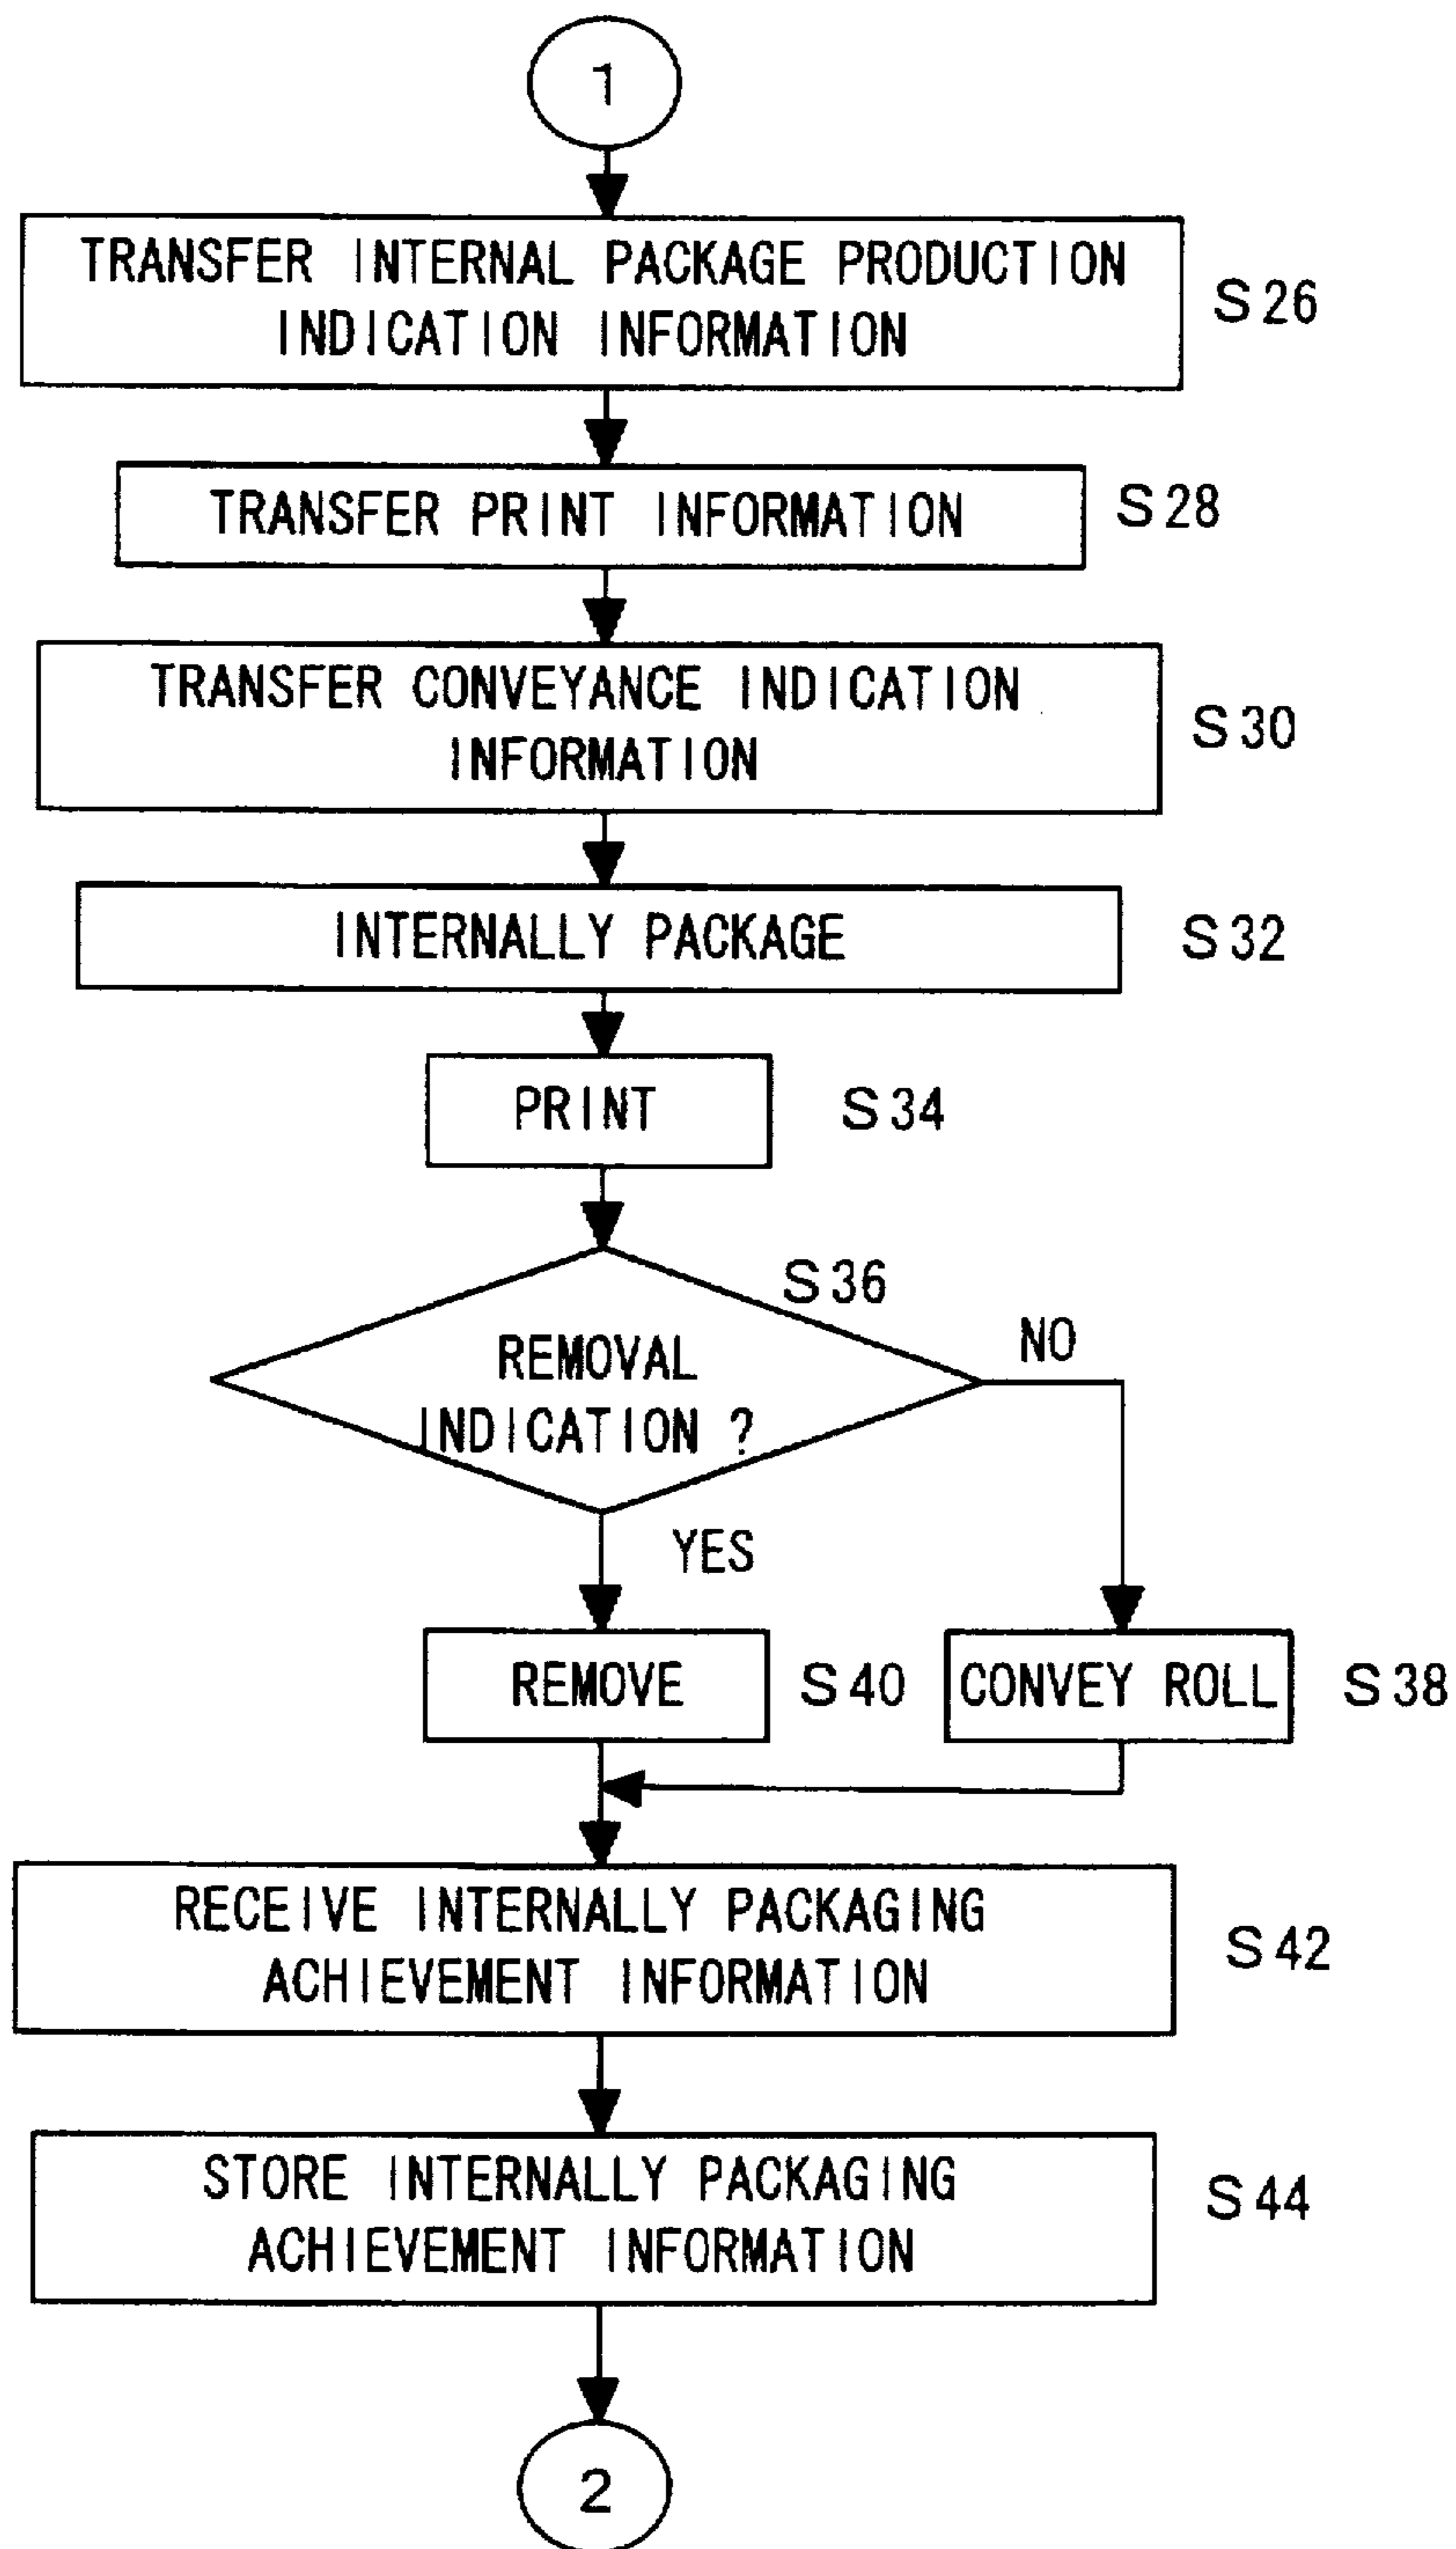 1
TRANSFER INTERNAL PACKAGE PRODUCTION
INDICATION INFORMATION
S26
TRANSFER PRINT INFORMATION
S28
TRANSFER CONVEYANCE INDICATION
INFORMATION
S30
INTERNALLY PACKAGE
S32
PRINT
S34
S36
REMOVAL
INDICATION ?
NO
YES
REMOVE
S40
CONVEY ROLL
S38
RECEIVE INTERNALLY PACKAGING
ACHIEVEMENT INFORMATION
S42
STORE INTERNALLY PACKAGING
ACHIEVEMENT INFORMATION
S44
2